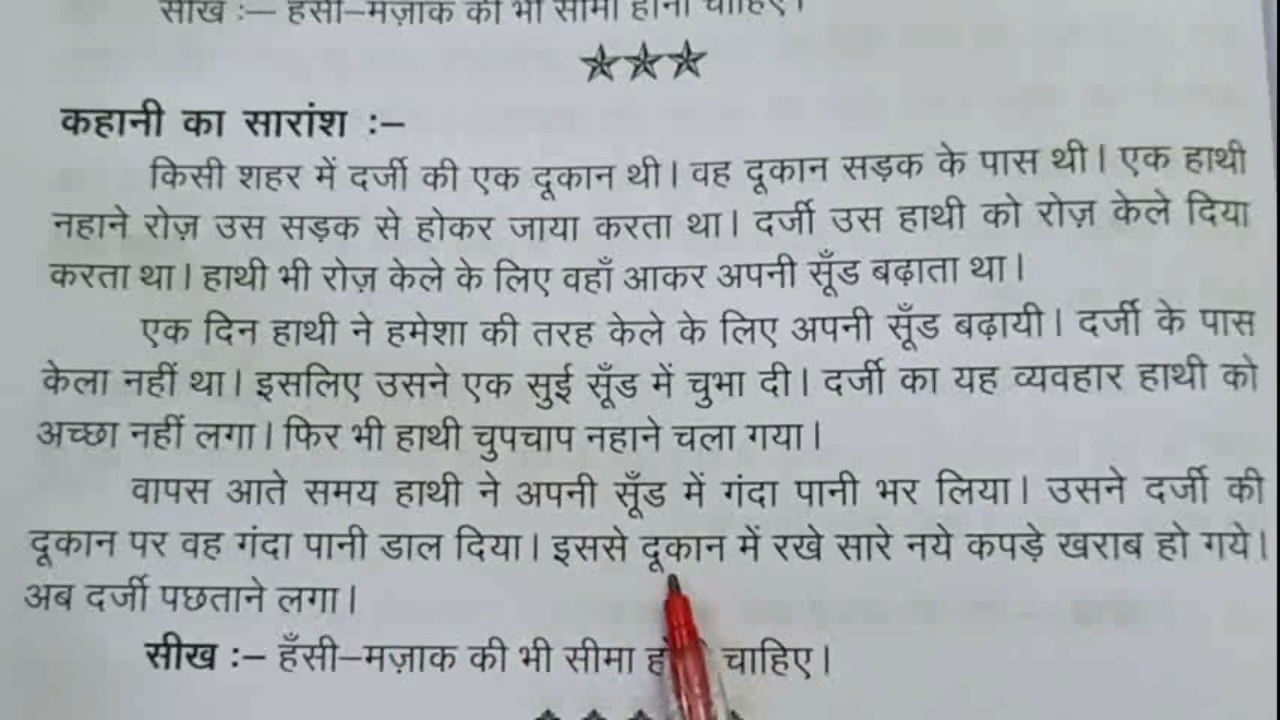 सीख :– हँसी–मज़ाक की भी सीमा होनी चाहिए।
कहानी का सारांश :–
किसी शहर में दर्जी की एक दूकान थी। वह दूकान सड़क के पास थी। एक हाथी
नहाने रोज़ उस सड़क से होकर जाया करता था। दर्जी उस हाथी को रोज़ केले दिया
करता था। हाथी भी रोज़ केले के लिए वहाँ आकर अपनी सूँड बढ़ाता था।
एक दिन हाथी ने हमेशा की तरह केले के लिए अपनी सूँड बढ़ायी। दर्जी के पास
केला नहीं था। इसलिए उसने एक सुई सूँड में चुभा दी। दर्जी का यह व्यवहार हाथी को
अच्छा नहीं लगा। फिर भी हाथी चुपचाप नहाने चला गया।
वापस आते समय हाथी ने अपनी सूँड में गंदा पानी भर लिया। उसने दर्जी की
दूकान पर वह गंदा पानी डाल दिया। इससे दूकान में रखे सारे नये कपड़े खराब हो गये।
अब दर्जी पछताने लगा।
सीख :– हँसी–मज़ाक की भी सीमा चाहिए।